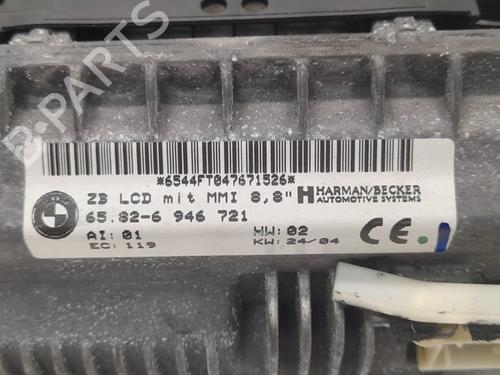 B-PARTS
*6544FT047671526*
ZB LCD mit MMI 8,8"
HARMAN/BECKER
AUTOMOTIVE SYSTEMS
65.82-6 946 721
AI: 01
HW: 02
EC: 119
KW: 24/04
CE